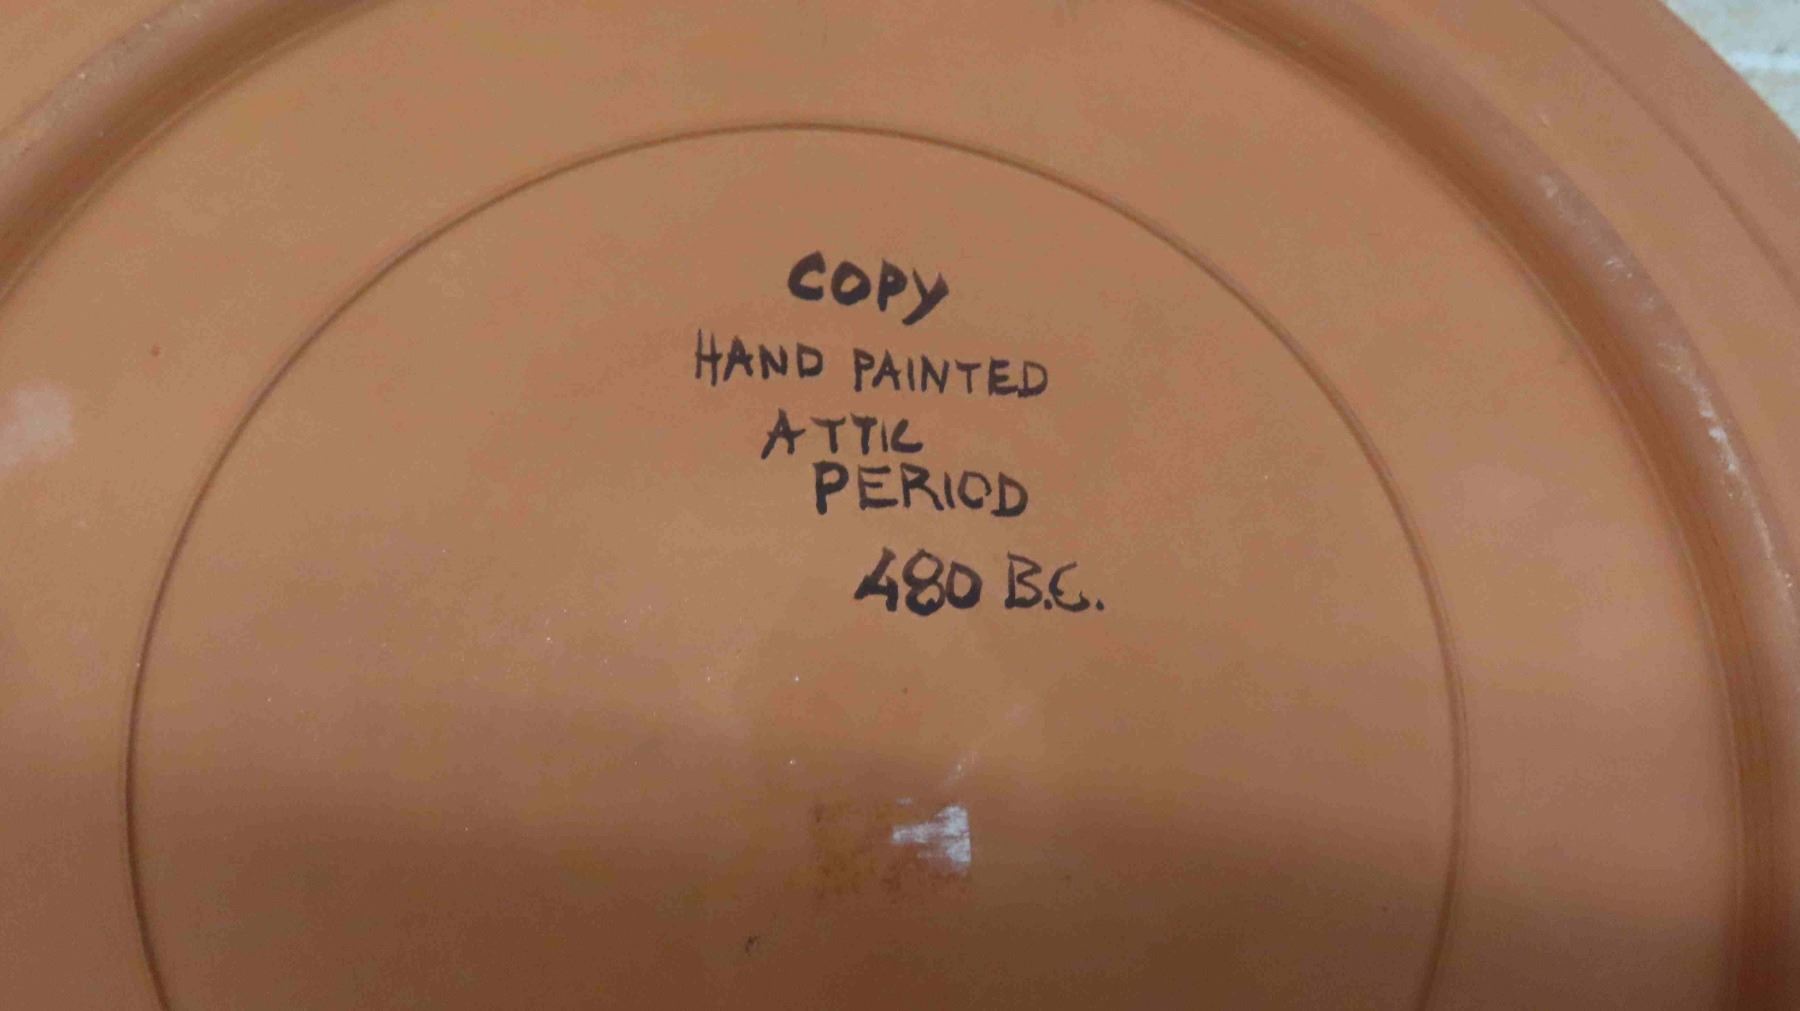 COPY
HAND PAINTED
ATTIC
PERIOD
480 B.C.